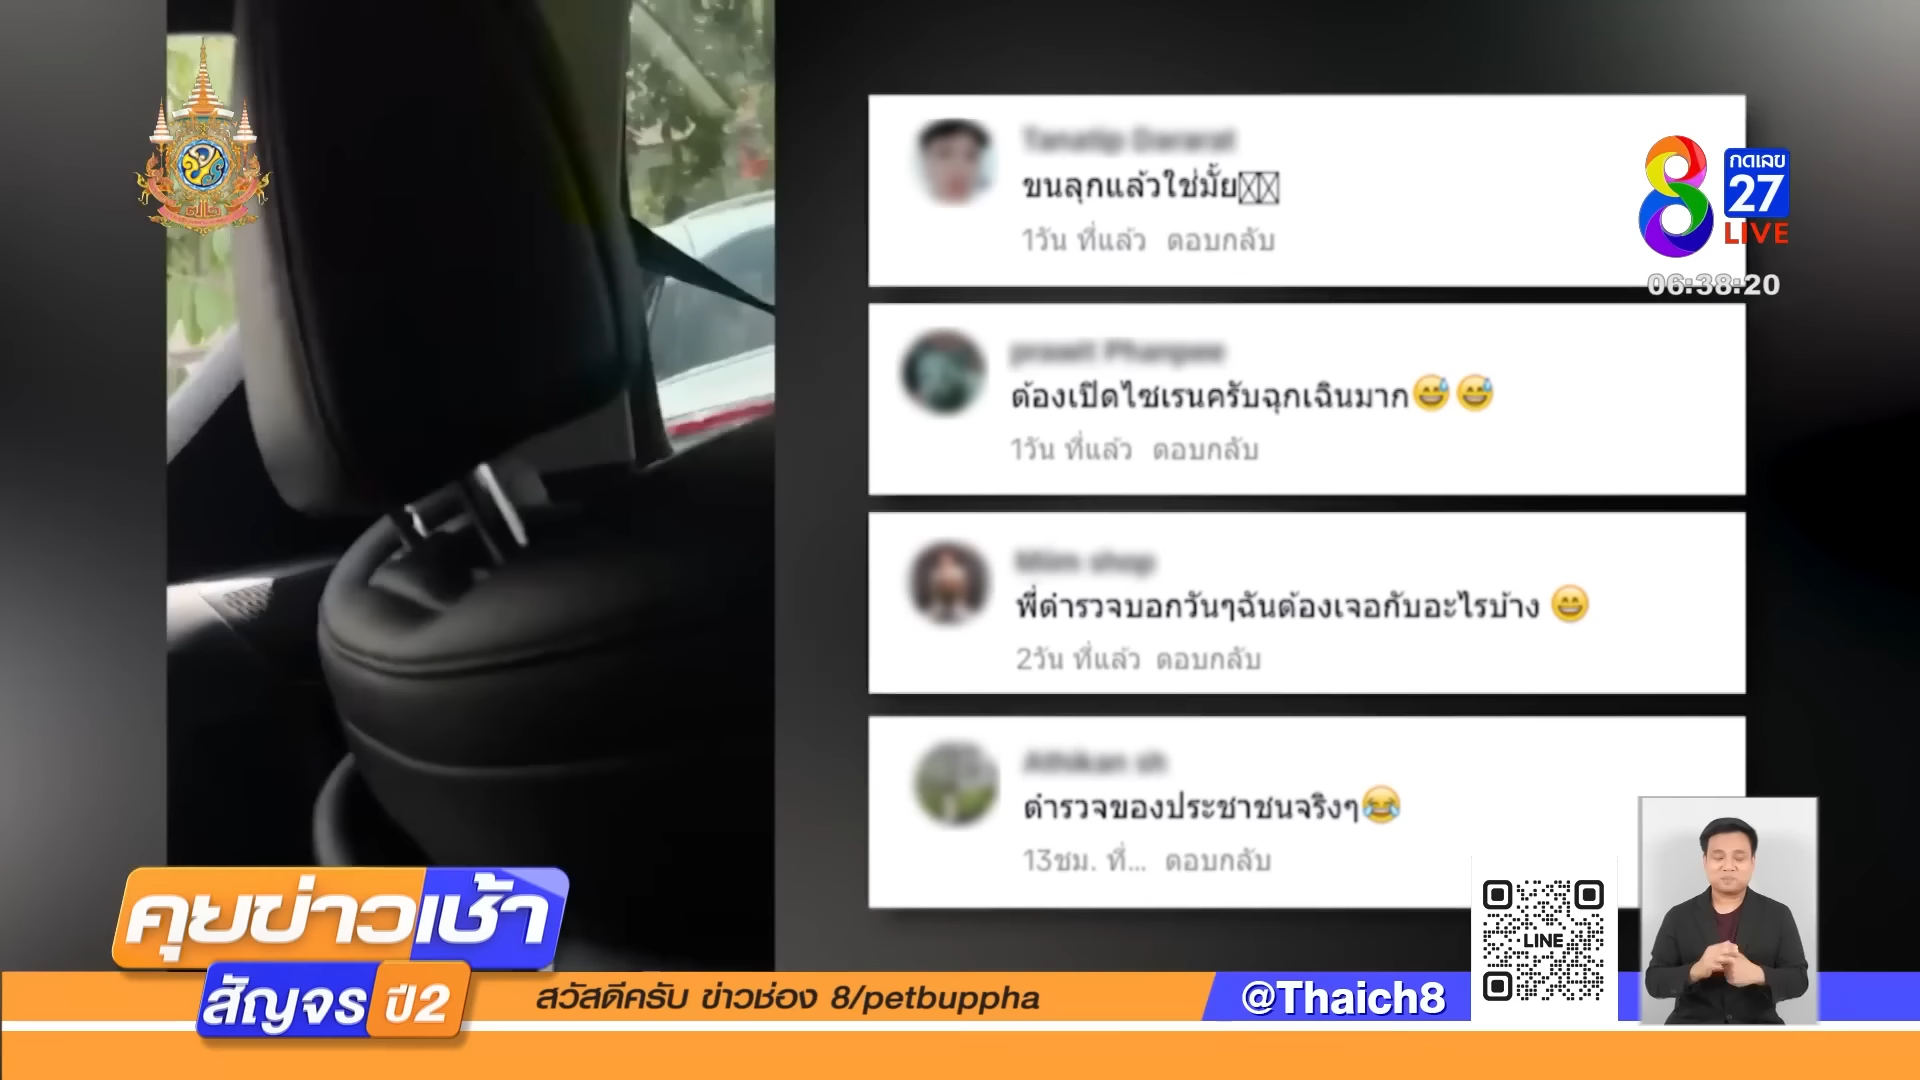 ขนลุกแล้วใช่มั้ย
1วัน ที่แล้ว ตอบกลับ
กดเลข
27
LIVE
06:38:20
ต้องเปิดไซเรนครับฉุกเฉินมาก😅😅
1วัน ที่แล้ว ตอบกลับ
พี่ตำรวจบอกวันๆฉันต้องเจอกับอะไรบ้าง 😄
2วัน ที่แล้ว ตอบกลับ
ตำรวจของประชาชนจริงๆ😂
13ชม. ที่... ตอบกลับ
คุยข่าวเช้า
สัญจร ปี2
สวัสดีครับ ข่าวช่อง 8/petbuppha
@Thaich8
LINE